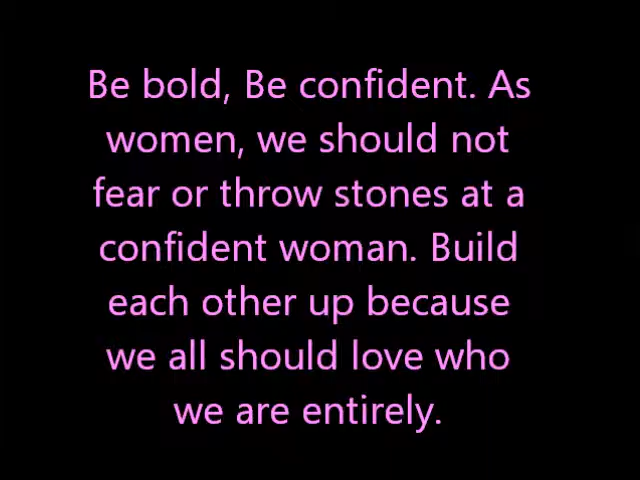 Be bold, Be confident. As
women, we should not
fear or throw stones at a
confident woman. Build
each other up because
we all should love who
we are entirely.